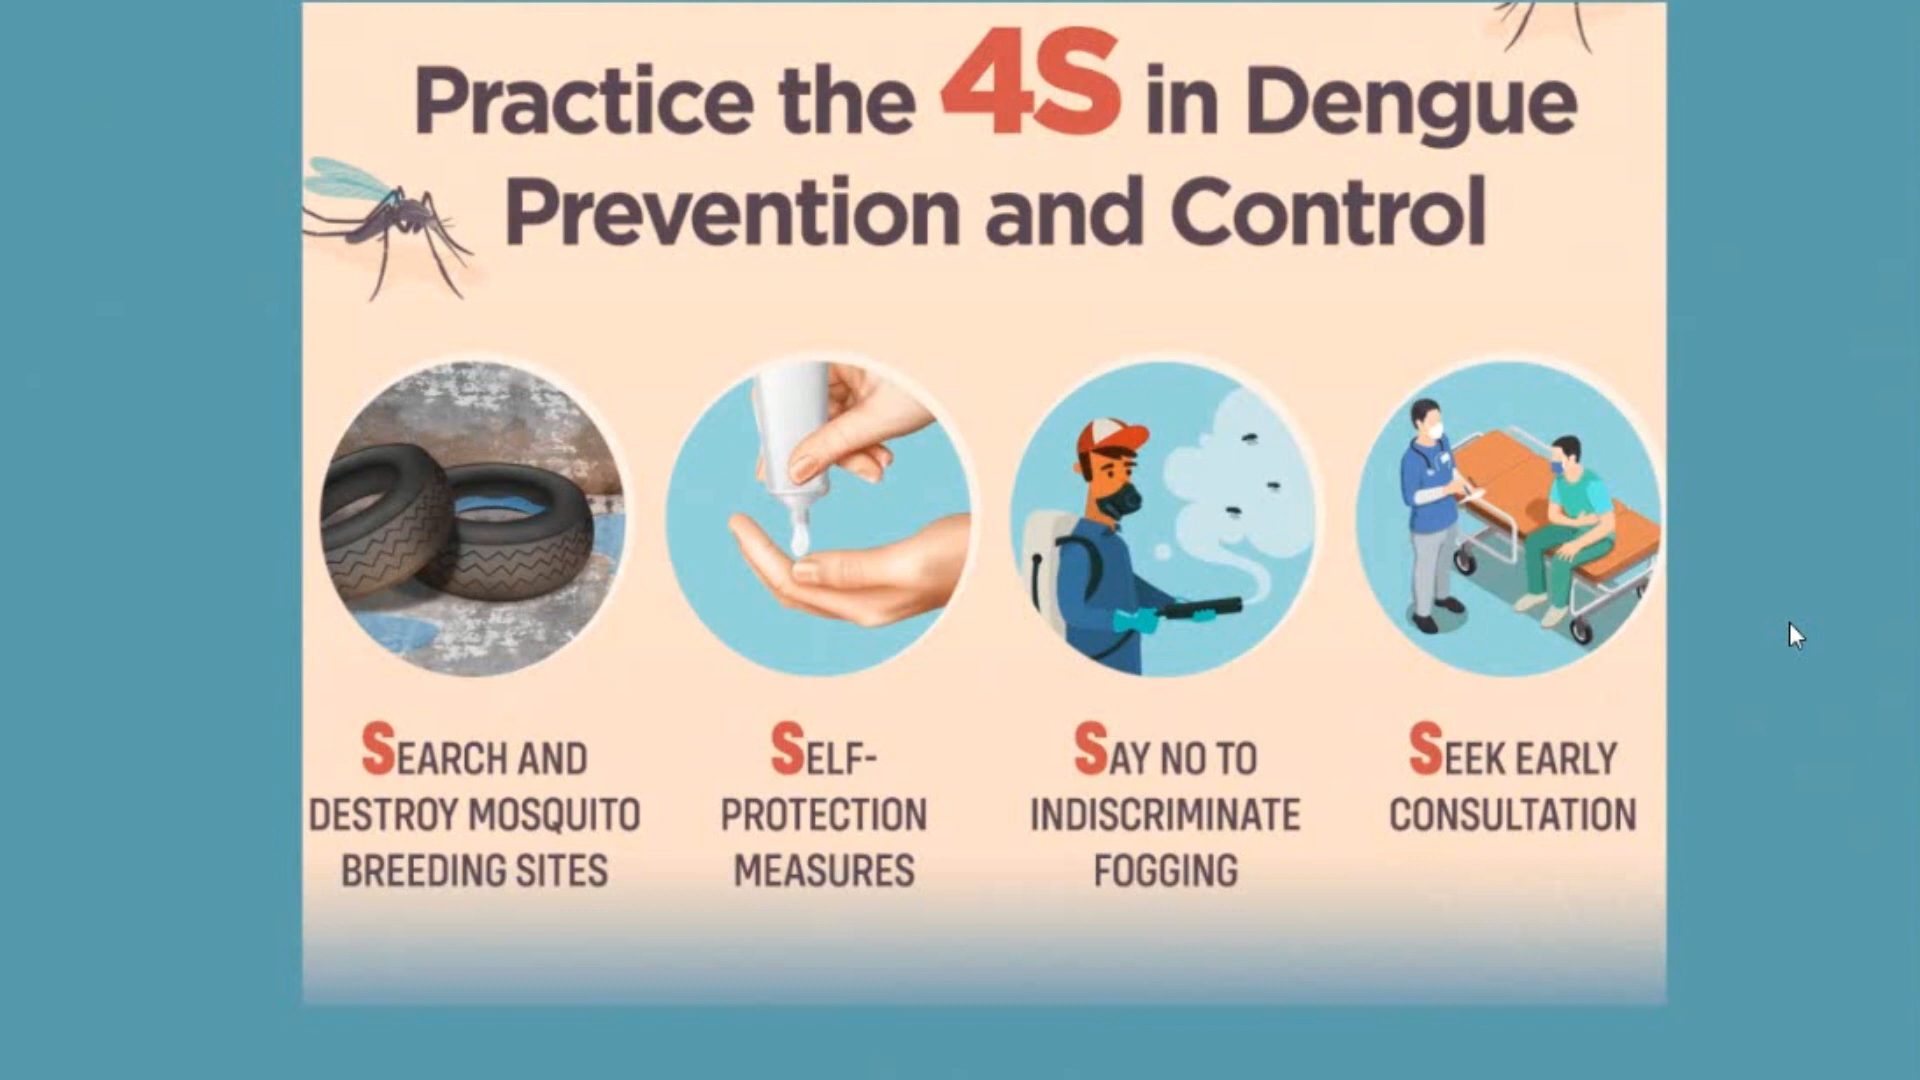 Practice the 4S in Dengue
Prevention and Control
SEARCH AND
DESTROY MOSQUITO
BREEDING SITES
SELF-
PROTECTION
MEASURES
SAY NO TO
INDISCRIMINATE
FOGGING
SEEK EARLY
CONSULTATION